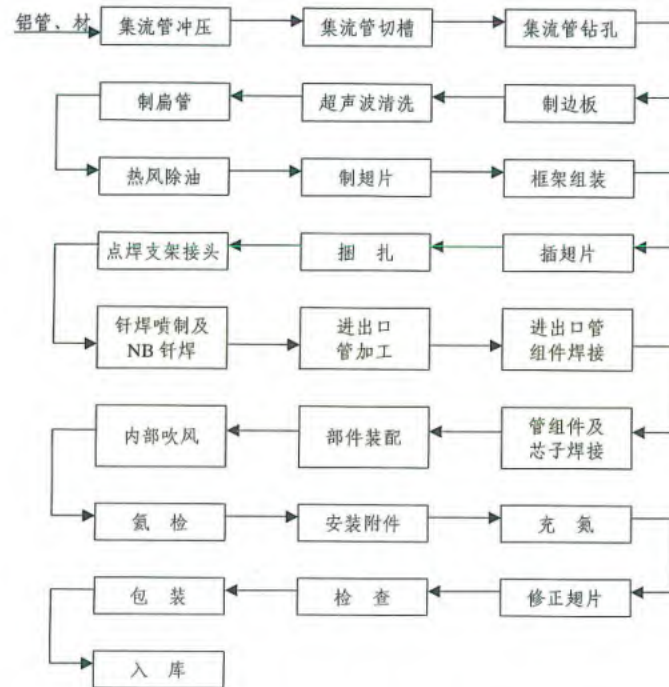 铝管、材
集流管冲压
集流管切槽
集流管钻孔
制扁管
超声波清洗
制边板
热风除油
制翅片
框架组装
点焊支架接头
捆 扎
插翅片
钎焊喷制及
NB 钎焊
进出口
管加工
进出口管
组件焊接
内部吹风
部件装配
管组件及
芯子焊接
氦 检
安装附件
充 氮
包 装
检 查
修正翅片
入 库